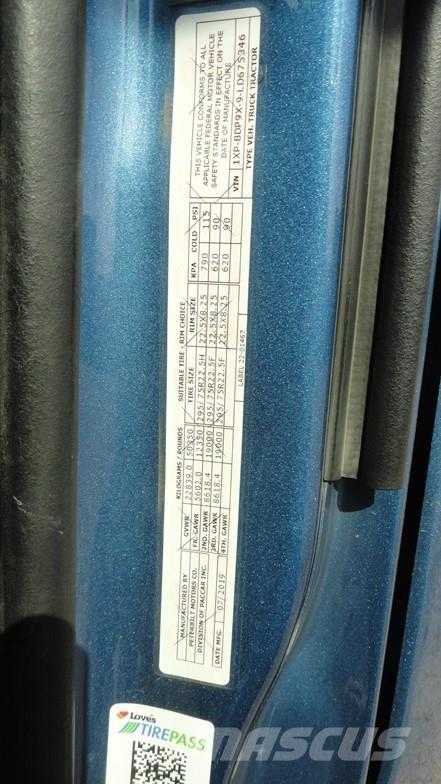 MANUFACTURED BY
PETERBILT MOTORS CO.
DIVISION OF PACCAR INC.
DATE MFG. 07/2019
KILOGRAMS / POUNDS
GVWR 22839.0 50350
FR. GAWR 5602.0 12350
2ND. GAWR 8618.4 19000
3RD. GAWR 8618.4 19000
4TH. GAWR
SUITABLE TIRE - RIM CHOICE
TIRE SIZE RIM SIZE KPA COLD PSI
295/75R22.5H 22.5X8.25 790 115
295/75R22.5F 22.5X8.25 620 90
295/75R22.5F 22.5X8.25 620 90
LABEL 22-01467
THIS VEHICLE CONFORMS TO ALL
APPLICABLE FEDERAL MOTOR VEHICLE
SAFETY STANDARDS IN EFFECT ON THE
DATE OF MANUFACTURE
VIN 1XP-BDP9X-9-LD675346
TYPE VEH. TRUCK TRACTOR
Love's
TIREPASS
MASCUS